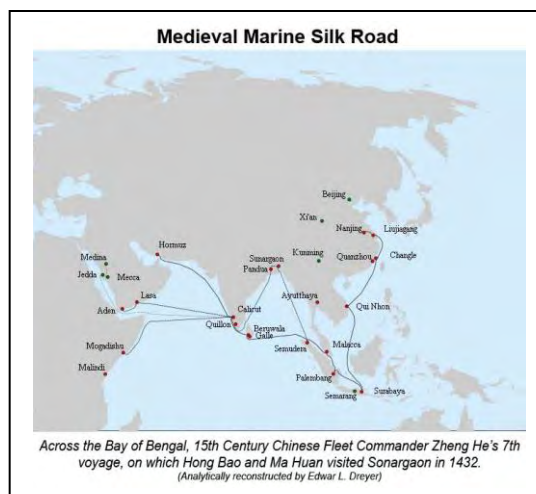 Medieval Marine Silk Road
Beijing
Xi'an
Nanjing
Liujiagang
Hormuz
Sunargaon
Kunming
Quanzhou
Changle
Medina
Pandua
Jedda
Mecca
Ayutthaya
Lasa
Calicut
Qui Nhon
Aden
Quillon
Beruwala
Galle
Mogadishu
Semudera
Malacca
Malindi
Palembang
Surabaya
Semarang
Across the Bay of Bengal, 15th Century Chinese Fleet Commander Zheng He's 7th
voyage, on which Hong Bao and Ma Huan visited Sonargaon in 1432.
(Analytically reconstructed by Edwar L. Dreyer)